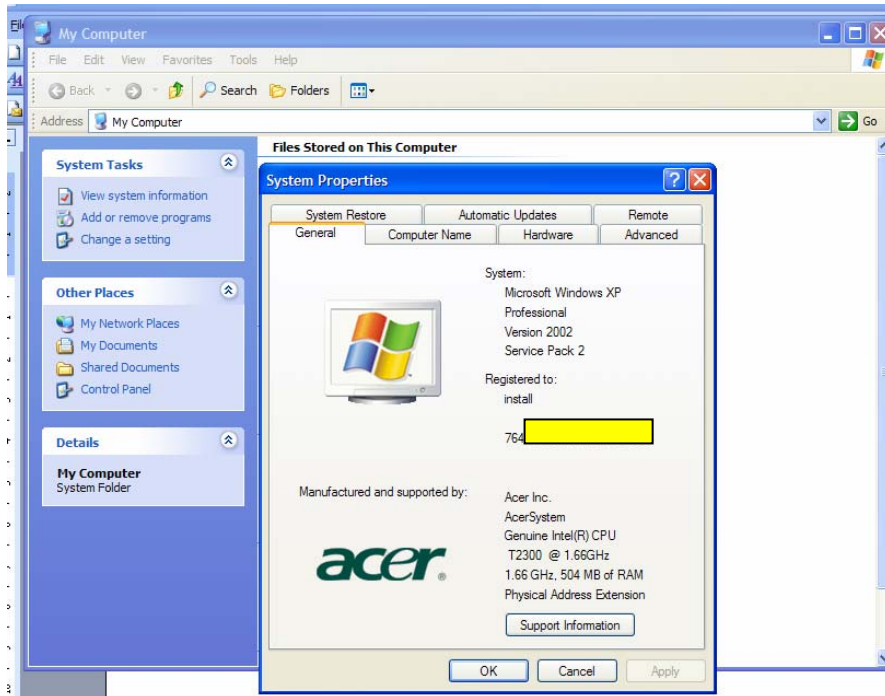 My Computer
File Edit View Favorites Tools Help
Back Search Folders
Address My Computer Go
Files Stored on This Computer
System Tasks
View system information
Add or remove programs
Change a setting
Other Places
My Network Places
My Documents
Shared Documents
Control Panel
Details
My Computer
System Folder
System Properties
System Restore Automatic Updates Remote
General Computer Name Hardware Advanced
System:
Microsoft Windows XP
Professional
Version 2002
Service Pack 2
Registered to:
install
764
Manufactured and supported by:
acer
Acer Inc.
AcerSystem
Genuine Intel(R) CPU
T2300 @ 1.66GHz
1.66 GHz, 504 MB of RAM
Physical Address Extension
Support Information
OK Cancel Apply